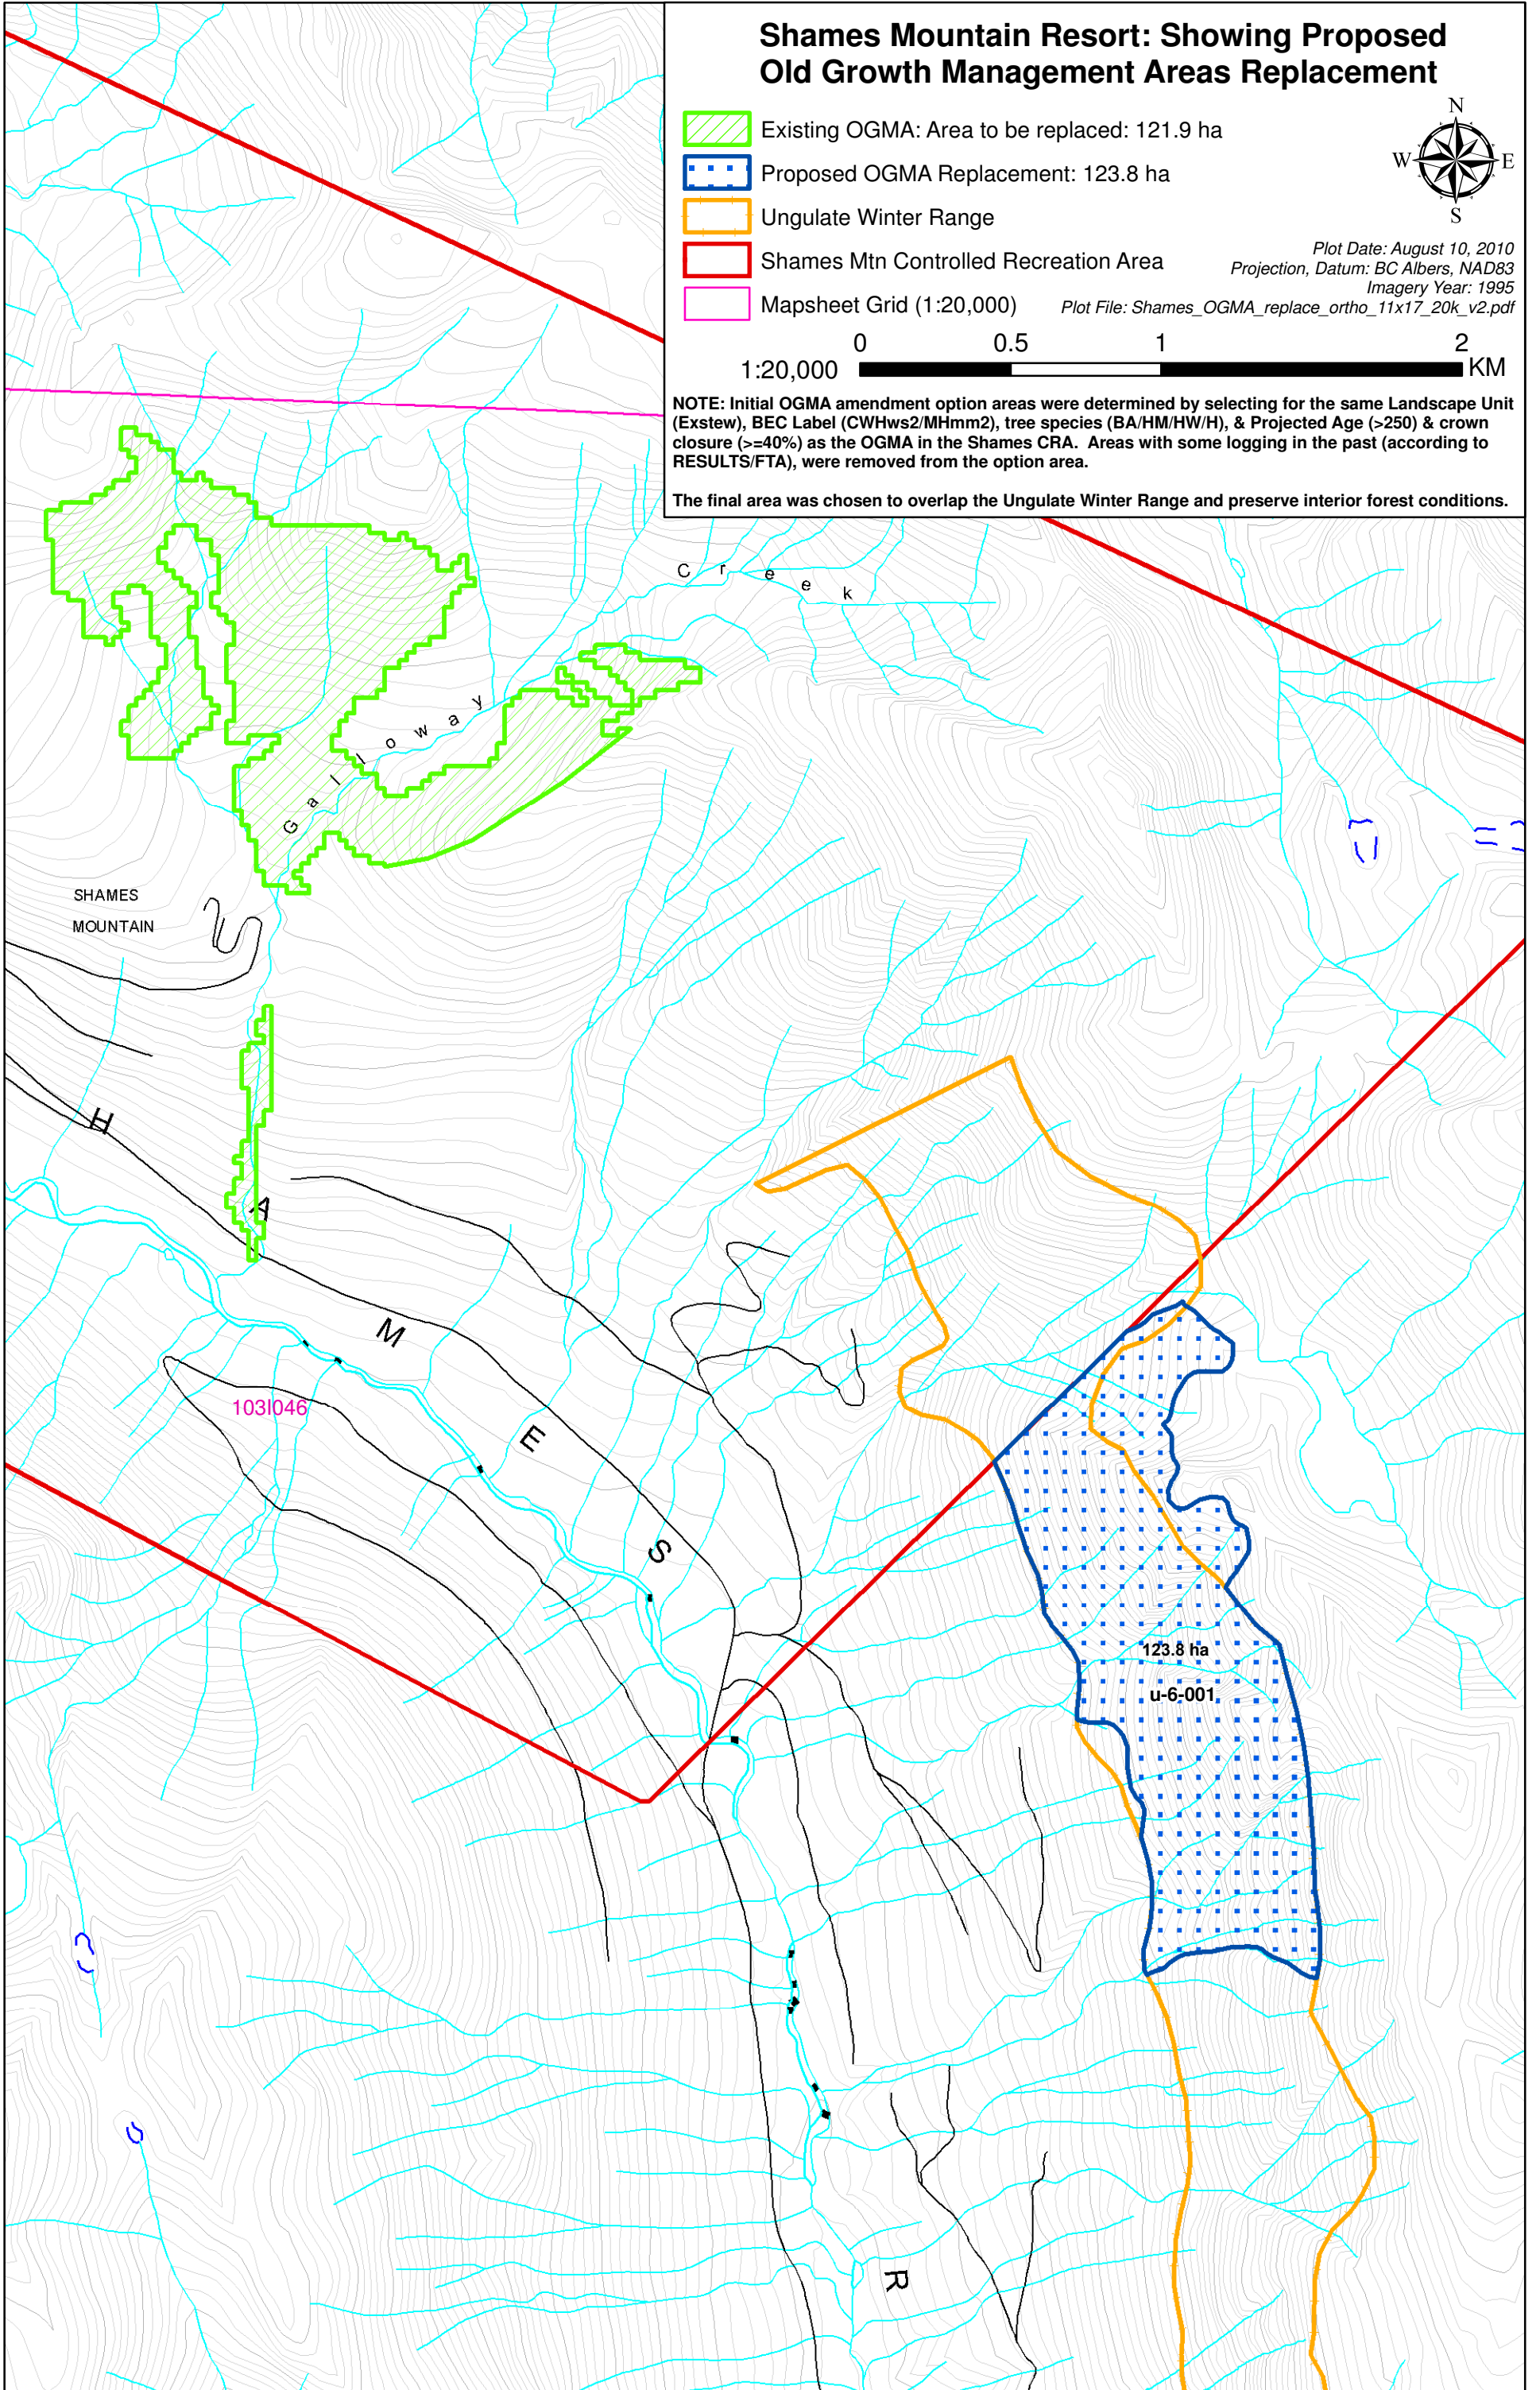 Shames Mountain Resort: Showing Proposed
Old Growth Management Areas Replacement
Existing OGMA: Area to be replaced: 121.9 ha
Proposed OGMA Replacement: 123.8 ha
Ungulate Winter Range
Shames Mtn Controlled Recreation Area
Mapsheet Grid (1:20,000)
N
W E
S
Plot Date: August 10, 2010
Projection, Datum: BC Albers, NAD83
Imagery Year: 1995
Plot File: Shames_OGMA_replace_ortho_11x17_20k_v2.pdf
0 0.5 1 2
1:20,000 KM
NOTE: Initial OGMA amendment option areas were determined by selecting for the same Landscape Unit
(Exstew), BEC Label (CWHws2/MHmm2), tree species (BA/HM/HW/H), & Projected Age (>250) & crown
closure (>=40%) as the OGMA in the Shames CRA. Areas with some logging in the past (according to
RESULTS/FTA), were removed from the option area.
The final area was chosen to overlap the Ungulate Winter Range and preserve interior forest conditions.
Galloway Creek
SHAMES
MOUNTAIN
H A M E S
103I046
123.8 ha
u-6-001
R